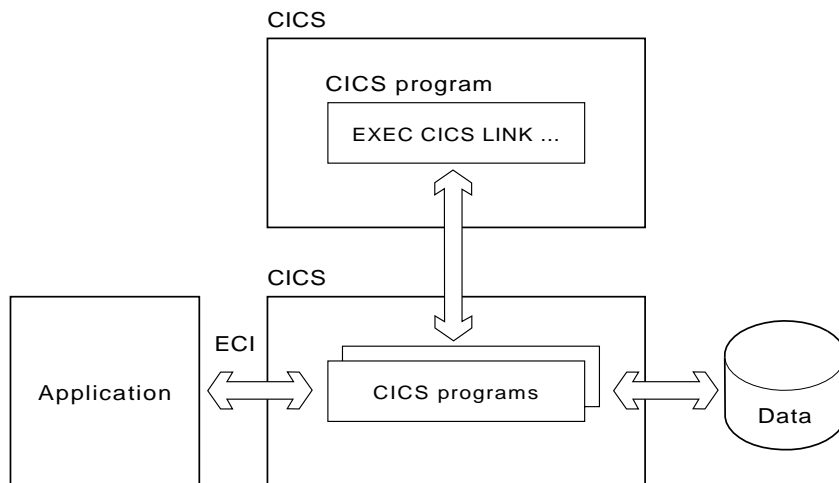 CICS
CICS program
EXEC CICS LINK ...
CICS
ECI
Application
CICS programs
Data